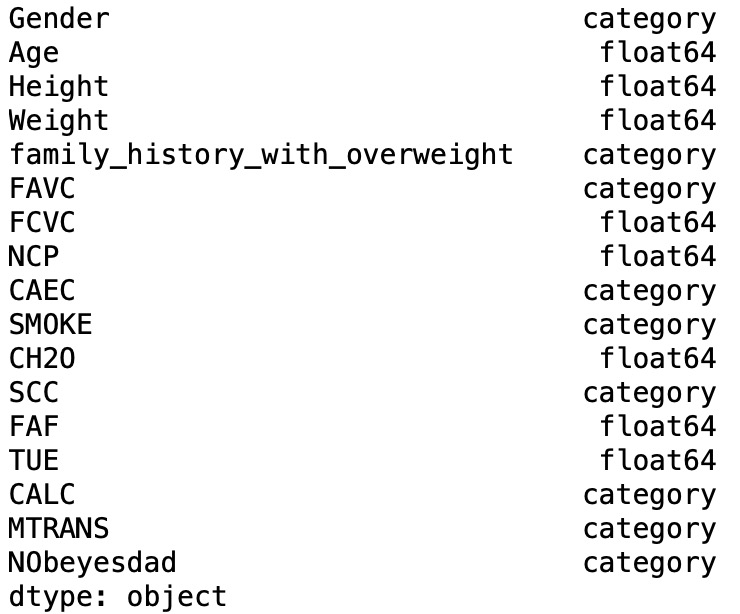 Gender category
Age float64
Height float64
Weight float64
family_history_with_overweight category
FAVC category
FCVC float64
NCP float64
CAEC category
SMOKE category
CH2O float64
SCC category
FAF float64
TUE float64
CALC category
MTRANS category
NObeyesdad category
dtype: object